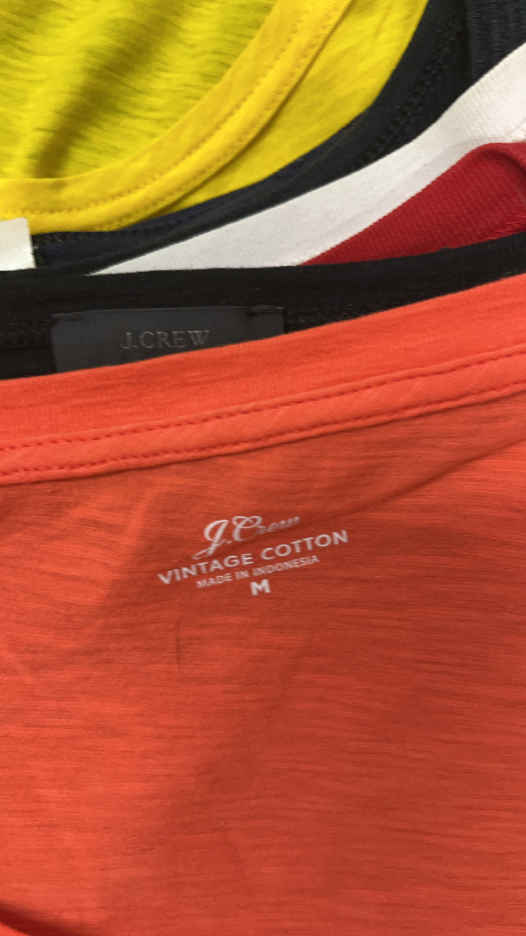 J.CREW
J.Crew
VINTAGE COTTON
MADE IN INDONESIA
M